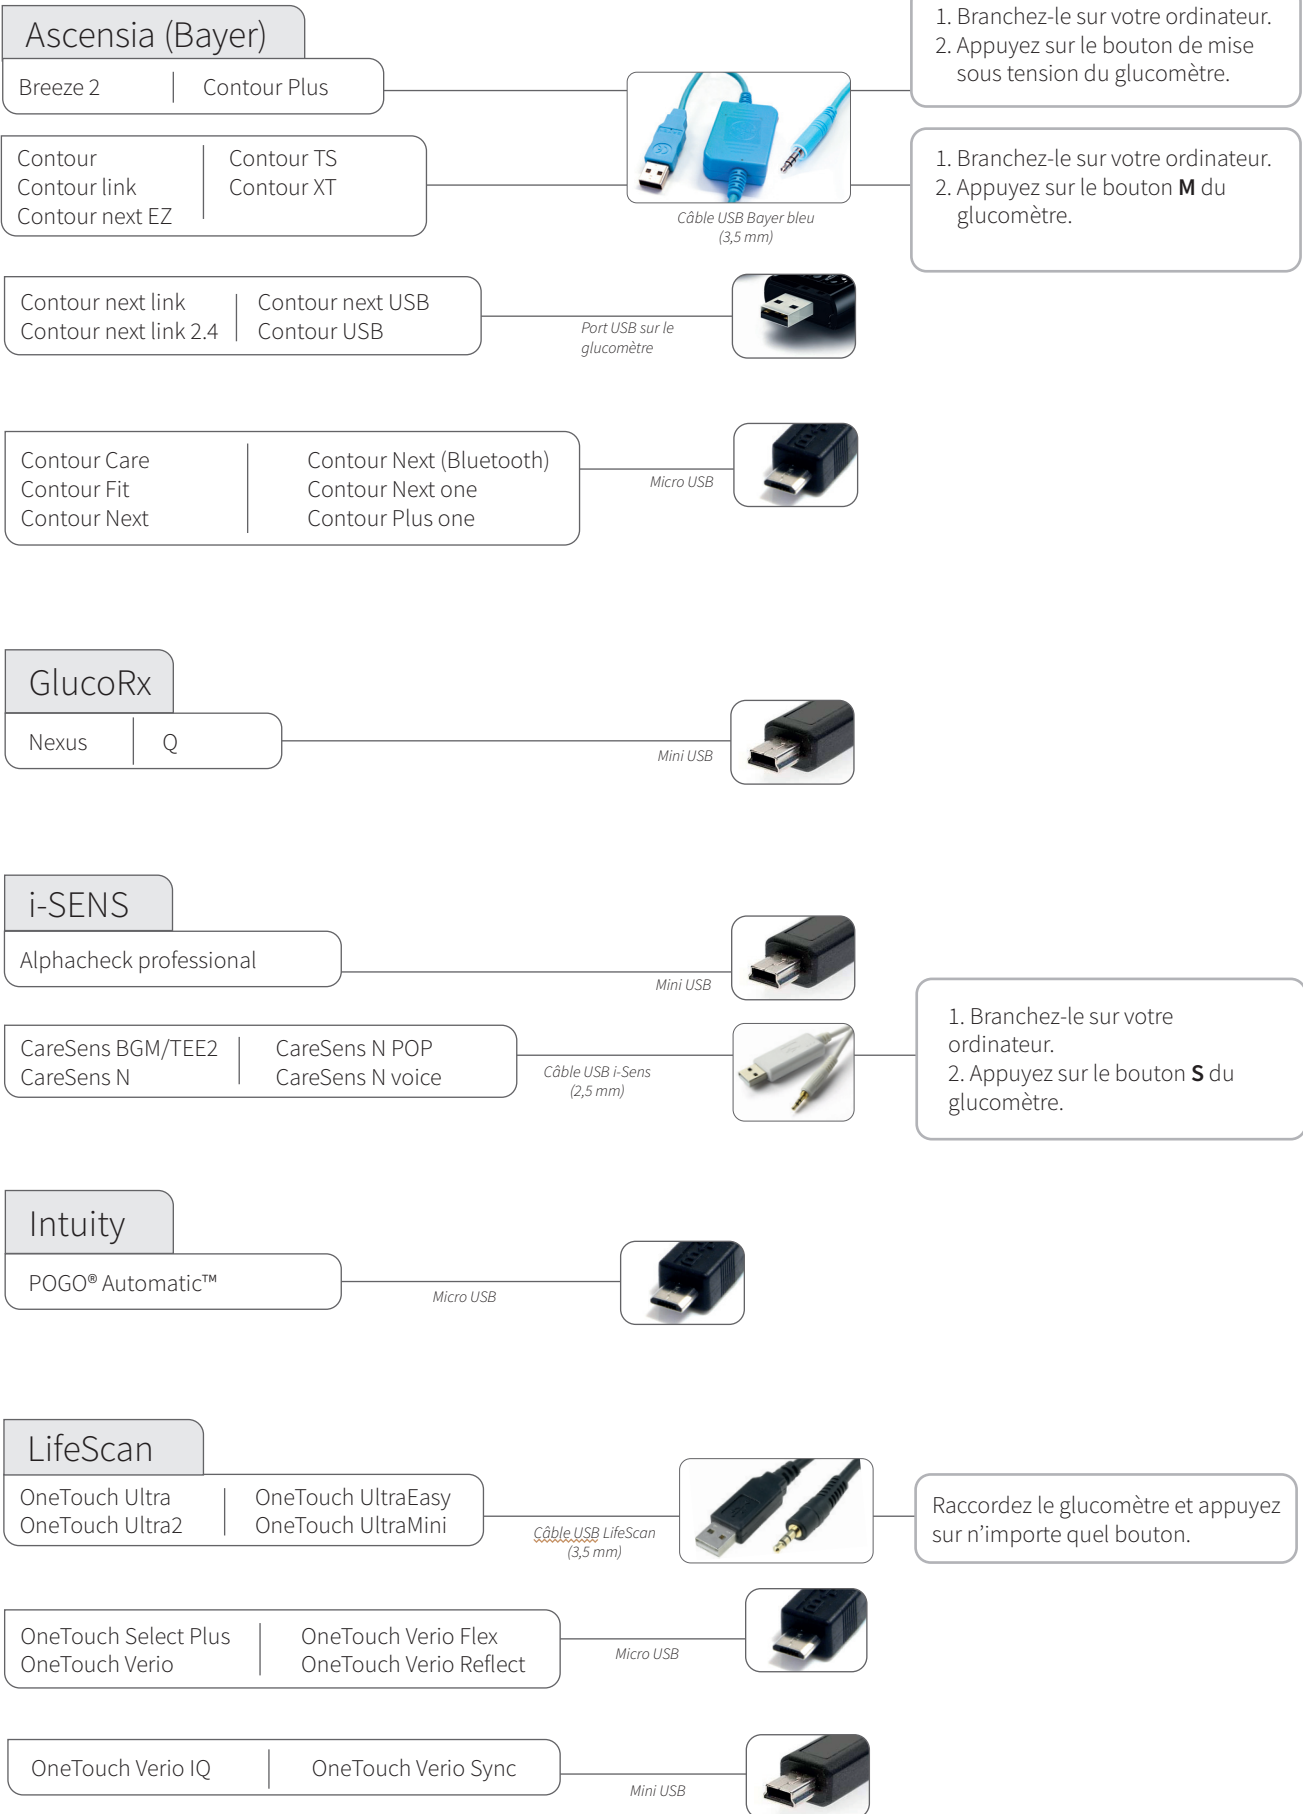 Ascensia (Bayer)
Breeze 2
Contour Plus
1. Branchez-le sur votre ordinateur.
2. Appuyez sur le bouton de mise
sous tension du glucomètre.
Contour
Contour link
Contour next EZ
Contour TS
Contour XT
Câble USB Bayer bleu
(3,5 mm)
1. Branchez-le sur votre ordinateur.
2. Appuyez sur le bouton M du
glucomètre.
Contour next link
Contour next link 2.4
Contour next USB
Contour USB
Port USB sur le
glucomètre
Contour Care
Contour Fit
Contour Next
Contour Next (Bluetooth)
Contour Next one
Contour Plus one
Micro USB
GlucoRx
Nexus
Q
Mini USB
i-SENS
Alphacheck professional
Mini USB
CareSens BGM/TEE2
CareSens N
CareSens N POP
CareSens N voice
Câble USB i-Sens
(2,5 mm)
1. Branchez-le sur votre
ordinateur.
2. Appuyez sur le bouton S du
glucomètre.
Intuity
POGO® Automatic™
Micro USB
LifeScan
OneTouch Ultra
OneTouch Ultra2
OneTouch UltraEasy
OneTouch UltraMini
Câble USB LifeScan
(3,5 mm)
Raccordez le glucomètre et appuyez
sur n'importe quel bouton.
OneTouch Select Plus
OneTouch Verio
OneTouch Verio Flex
OneTouch Verio Reflect
Micro USB
OneTouch Verio IQ
OneTouch Verio Sync
Mini USB